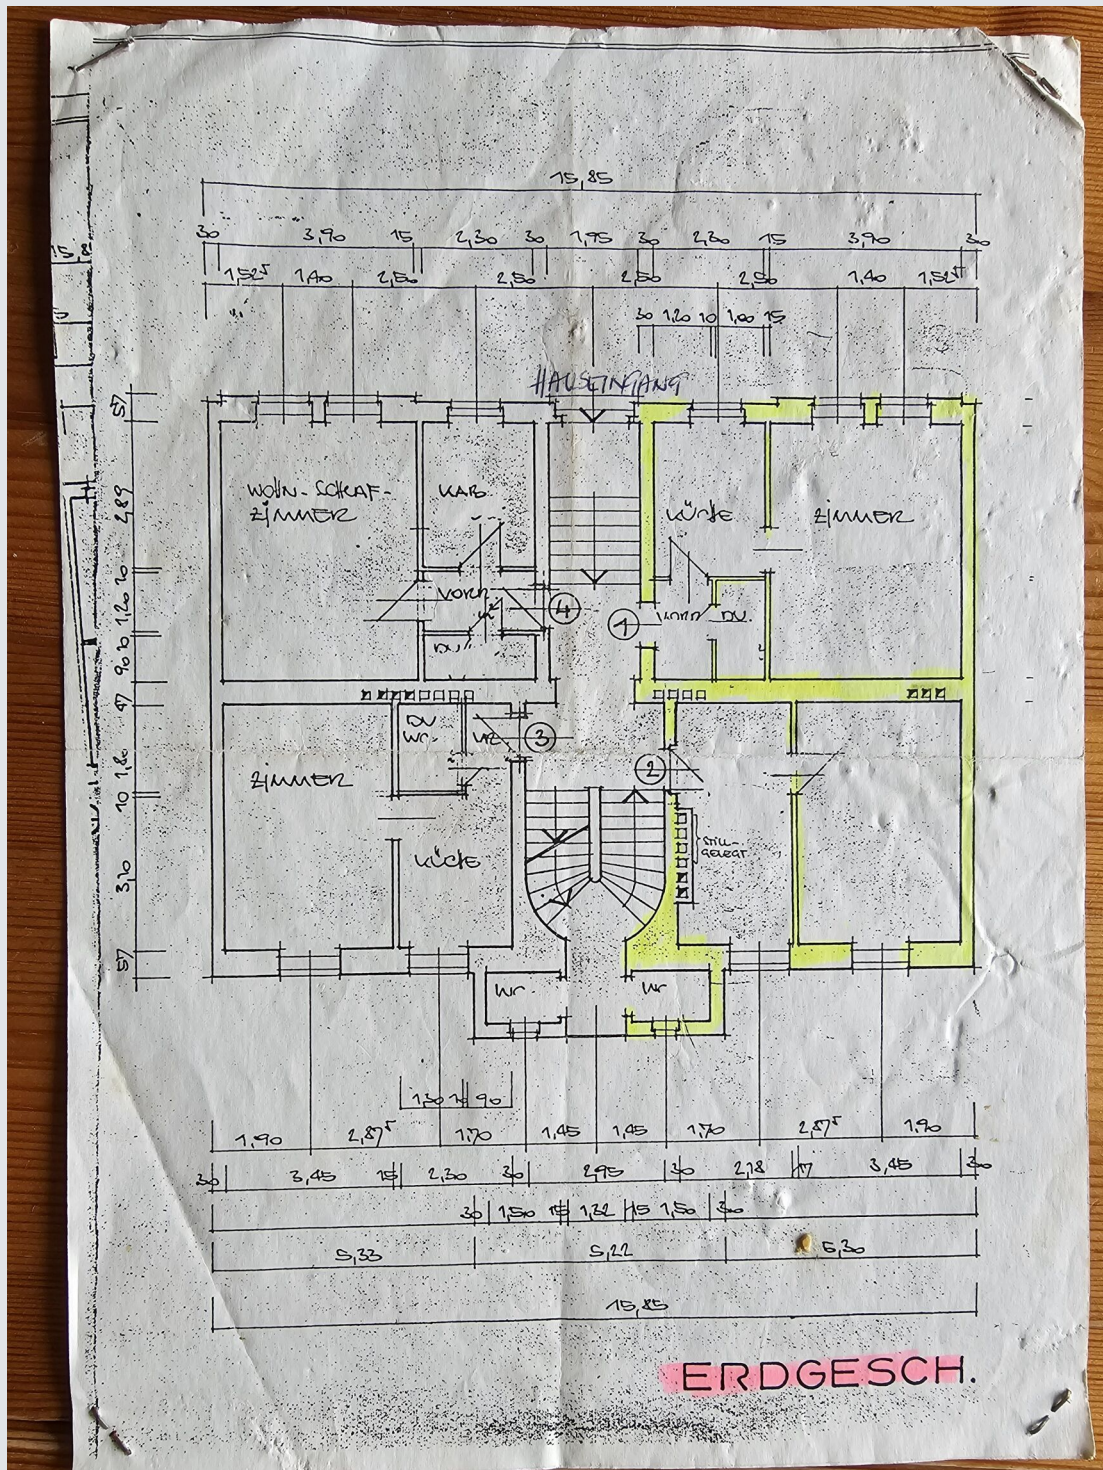 15,85
30 3,90 15 2,30 30 1,95 30 2,30 15 3,90 30
1,52⁵ 1,40 2,50 2,50 2,50 2,50 1,40 1,52⁵
30 1,20 10 1,00 15
HAUSEINGANG
57
WOHN-SCHLAF-
ZIMMER
KAB.
KÜCHE
ZIMMER
2,89
10
VORR.
1,20
4
1
VORR.
DU.
DU
10
90
47
DU
WC.
VR.
3
2
1,80
ZIMMER
10
STILL-
GELEGT
KÜCHE
3,20
57
WC.
WC
1,30 10 90
1,90 2,87⁵ 1,70 1,45 1,45 1,70 2,87⁵ 1,90
30 3,45 15 2,30 30 2,95 30 2,18 17 3,45 30
30 1,50 15 1,32 15 1,50 30
5,33 5,22 5,30
15,85
ERDGESCH.